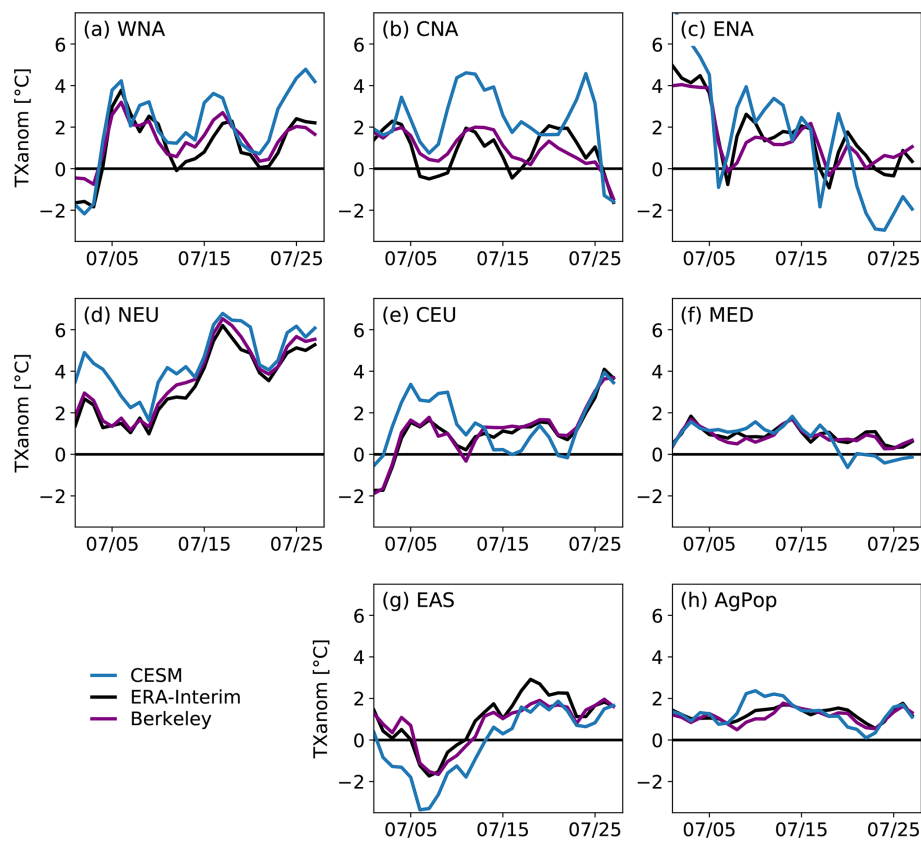 (a) WNA
(b) CNA
(c) ENA
TXanom [°C]
6
4
2
0
−2
07/05
07/15
07/25
07/05
07/15
07/25
07/05
07/15
07/25
(d) NEU
(e) CEU
(f) MED
TXanom [°C]
6
4
2
0
−2
07/05
07/15
07/25
07/05
07/15
07/25
07/05
07/15
07/25
(g) EAS
(h) AgPop
TXanom [°C]
6
4
2
0
−2
07/05
07/15
07/25
07/05
07/15
07/25
CESM
ERA-Interim
Berkeley